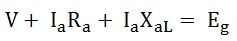 V + IₐRₐ + IₐXₐL = Eg